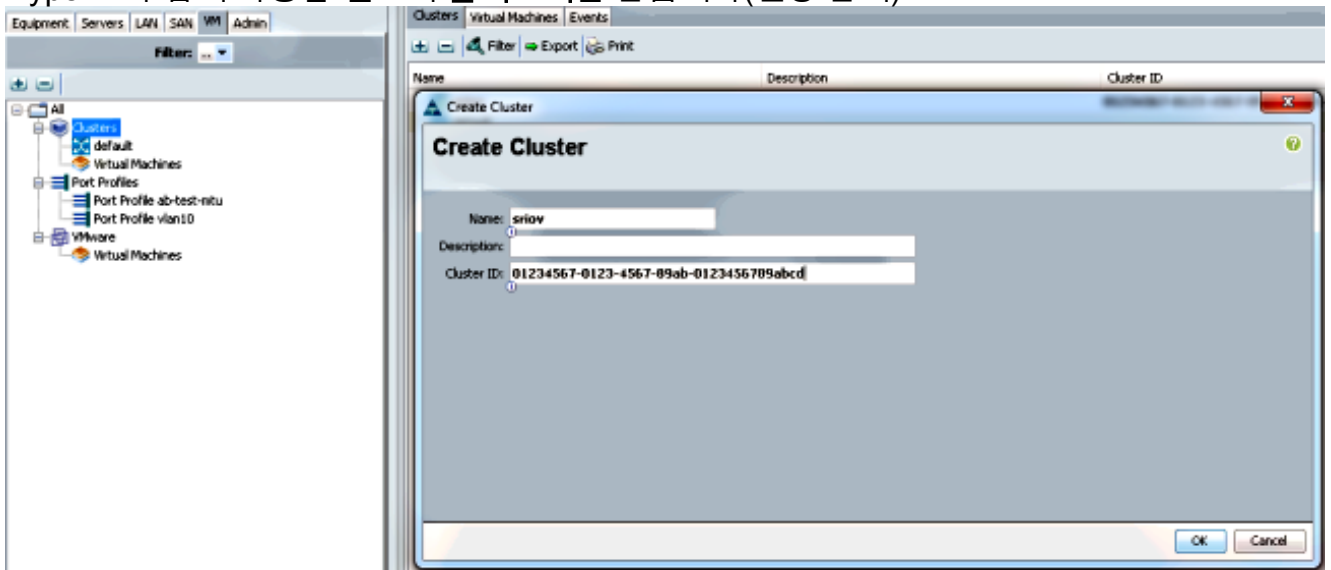 Equipment Servers LAN SAN VM Admin
Filter: ...
All
Clusters
default
Virtual Machines
Port Profiles
Port Profile ab-test-nitu
Port Profile vlan10
VMware
Virtual Machines
Clusters Virtual Machines Events
Filter Export Print
Name Description Cluster ID
Create Cluster
Create Cluster
Name: sriov
Description:
Cluster ID: 01234567-0123-4567-89ab-0123456789abcd
OK Cancel